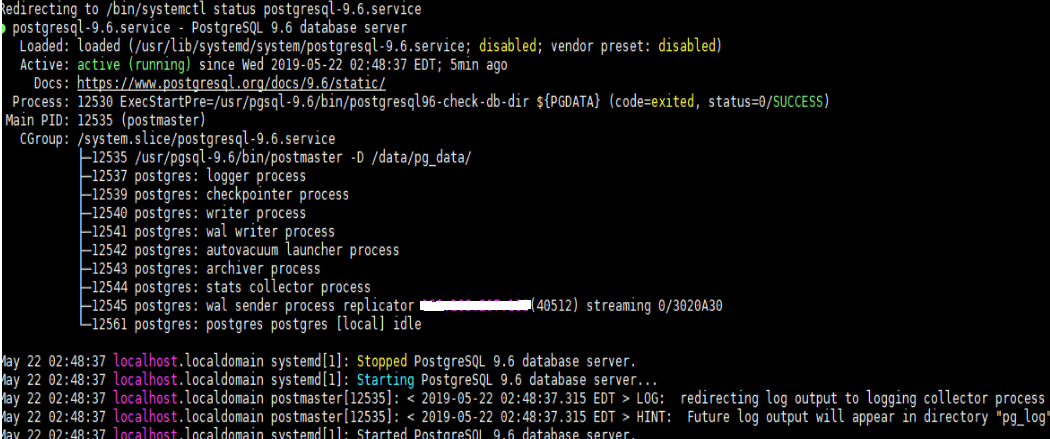 Redirecting to /bin/systemctl status postgresql-9.6.service
● postgresql-9.6.service - PostgreSQL 9.6 database server
Loaded: loaded (/usr/lib/systemd/system/postgresql-9.6.service; disabled; vendor preset: disabled)
Active: active (running) since Wed 2019-05-22 02:48:37 EDT; 5min ago
Docs: https://www.postgresql.org/docs/9.6/static/
Process: 12530 ExecStartPre=/usr/pgsql-9.6/bin/postgresql96-check-db-dir ${PGDATA} (code=exited, status=0/SUCCESS)
Main PID: 12535 (postmaster)
CGroup: /system.slice/postgresql-9.6.service
├─12535 /usr/pgsql-9.6/bin/postmaster -D /data/pg_data/
├─12537 postgres: logger process
├─12539 postgres: checkpointer process
├─12540 postgres: writer process
├─12541 postgres: wal writer process
├─12542 postgres: autovacuum launcher process
├─12543 postgres: archiver process
├─12544 postgres: stats collector process
├─12545 postgres: wal sender process replicator (40512) streaming 0/3020A30
└─12561 postgres: postgres postgres [local] idle
May 22 02:48:37 localhost.localdomain systemd[1]: Stopped PostgreSQL 9.6 database server.
May 22 02:48:37 localhost.localdomain systemd[1]: Starting PostgreSQL 9.6 database server...
May 22 02:48:37 localhost.localdomain postmaster[12535]: < 2019-05-22 02:48:37.315 EDT > LOG:  redirecting log output to logging collector process
May 22 02:48:37 localhost.localdomain postmaster[12535]: < 2019-05-22 02:48:37.315 EDT > HINT:  Future log output will appear in directory "pg_log"
May 22 02:48:37 localhost.localdomain systemd[1]: Started PostgreSQL 9.6 database server.